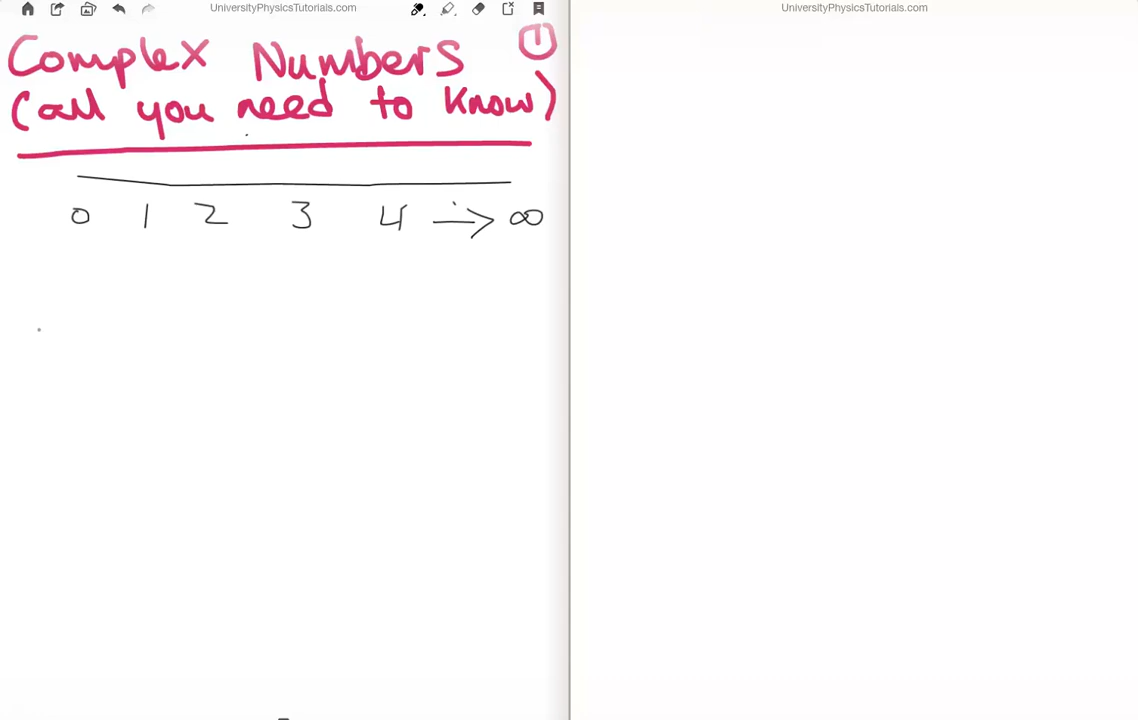 UniversityPhysicsTutorials.com
Complex Numbers ①
(all you need to know)
0 1 2 3 4 → ∞
UniversityPhysicsTutorials.com